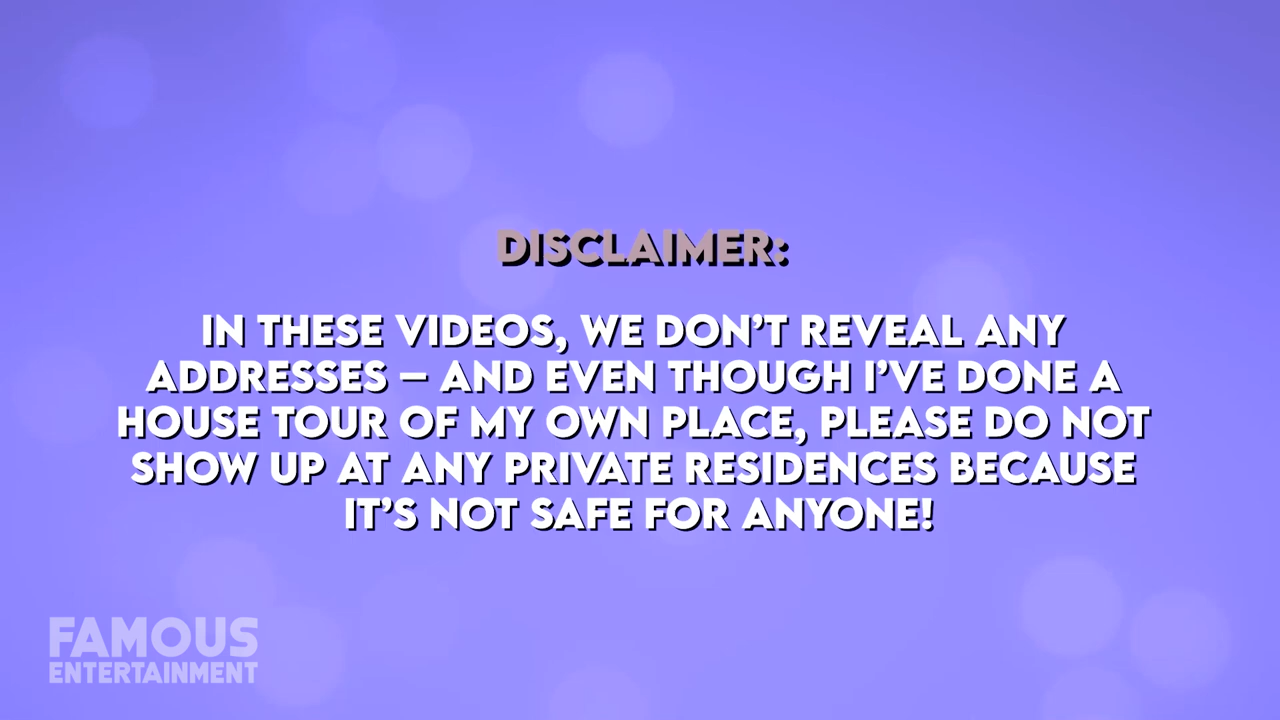 DISCLAIMER:
IN THESE VIDEOS, WE DON'T REVEAL ANY
ADDRESSES – AND EVEN THOUGH I'VE DONE A
HOUSE TOUR OF MY OWN PLACE, PLEASE DO NOT
SHOW UP AT ANY PRIVATE RESIDENCES BECAUSE
IT'S NOT SAFE FOR ANYONE!
FAMOUS
ENTERTAINMENT